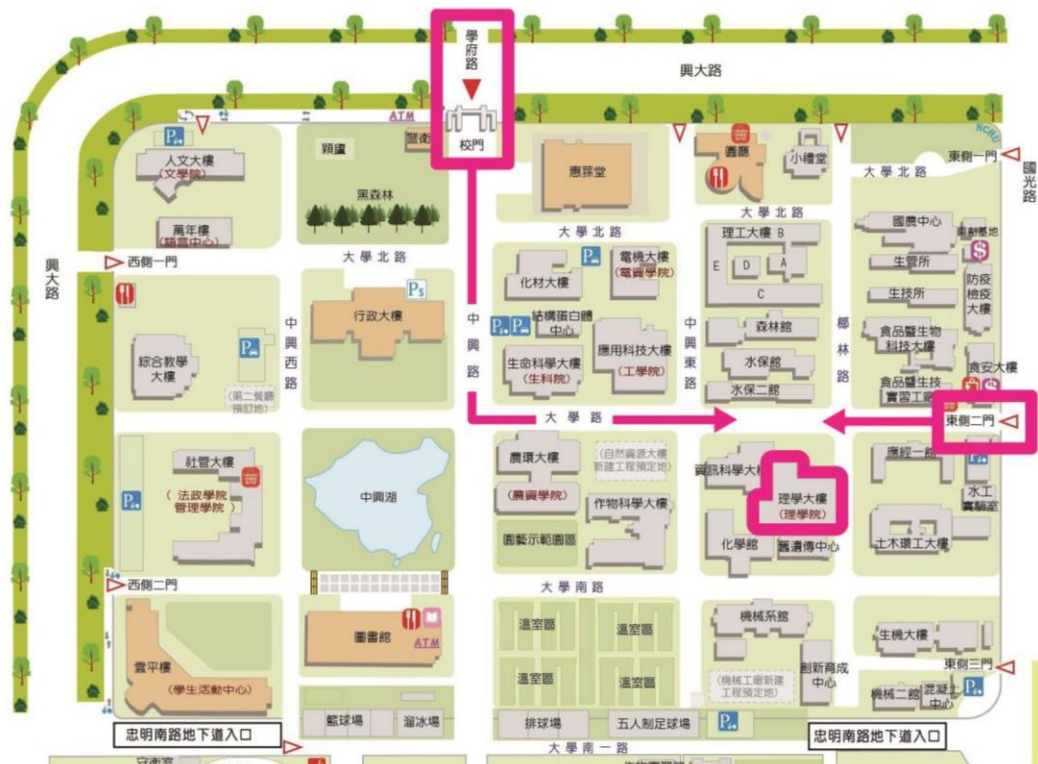 學府路
興大路
校門
ATM
警衛
穎廬
黑森林
人文大樓
(文學院)
萬年樓
(語言中心)
惠蓀堂
圓廳
小禮堂
NCHU
東側一門
國光路
大學北路
大學北路
大學北路
大學北路
西側一門
興大路
中興西路
行政大樓
P
綜合教學
大樓
(第二餐廳
預訂地)
中興路
化材大樓
電機大樓
(電資學院)
結構蛋白體
中心
生命科學大樓
(生科院)
應用科技大樓
(工學院)
中興東路
理工大樓 B
E
D
A
C
森林館
水保館
水保二館
椰林路
國農中心
生管所
生技所
防疫
檢疫
大樓
食品暨生物
科技大樓
食安大樓
食品暨生技
實習工廠
東側二門
大學路
社管大樓
(法政學院
管理學院)
中興湖
農環大樓
(農資學院)
(自然資源大樓
新建工程預定地)
作物科學大樓
園藝示範園區
資訊科學大樓
理學大樓
(理學院)
化學館
舊遺傳中心
應經一館
水工
實驗室
土木環工大樓
西側二門
大學南路
雲平樓
(學生活動中心)
圖書館
ATM
溫室區
溫室區
溫室區
溫室區
機械系館
(機械工廠新建
工程預定地)
創新育成
中心
生機大樓
東側三門
機械二館
混凝土
中心
籃球場
溜冰場
排球場
五人制足球場
忠明南路地下道入口
大學南一路
忠明南路地下道入口
守衛室